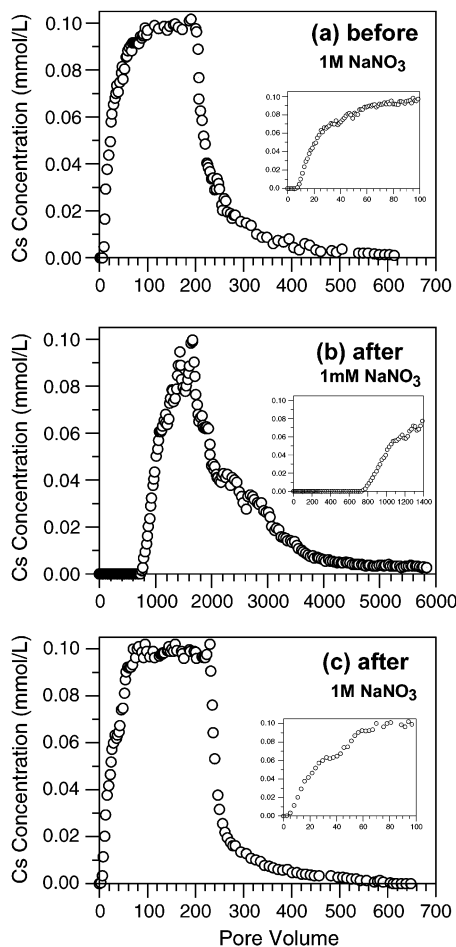 (a) before
1M NaNO3
Cs Concentration (mmol/L)
0.10
0.08
0.06
0.04
0.02
0.00
0 100 200 300 400 500 600 700
0.10
0.08
0.06
0.04
0.02
0.00
0 20 40 60 80 100
(b) after
1mM NaNO3
Cs Concentration (mmol/L)
0.10
0.08
0.06
0.04
0.02
0.00
0 1000 2000 3000 4000 5000 6000
0.10
0.08
0.06
0.04
0.02
0.00
0 200 400 600 800 1000 1200 1400
(c) after
1M NaNO3
Cs Concentration (mmol/L)
0.10
0.08
0.06
0.04
0.02
0.00
0 100 200 300 400 500 600 700
0.10
0.08
0.06
0.04
0.02
0.00
0 20 40 60 80 100
Pore Volume